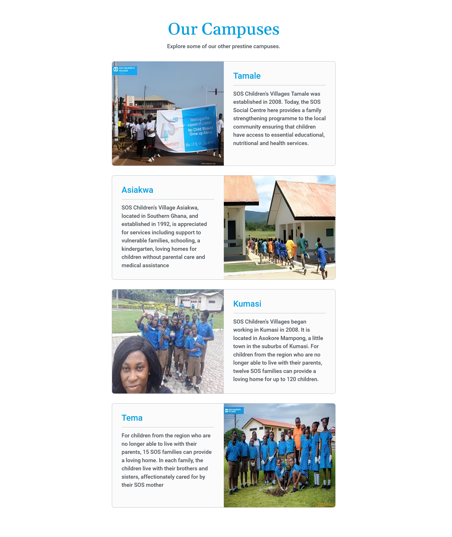 Our Campuses
Explore some of our other prestine campuses.
Tamale
SOS Children's Villages Tamale was
established in 2008. Today, the SOS
Social Centre here provides a family
strengthening programme to the local
community ensuring that children
have access to essential educational,
nutritional and health services.
Asiakwa
SOS Children's Village Asiakwa,
located in Southern Ghana, and
established in 1992, is appreciated
for services including support to
vulnerable families, schooling, a
kindergarten, loving homes for
children without parental care and
medical assistance
Kumasi
SOS Children's Villages began
working in Kumasi in 2008. It is
located in Asokore Mampong, a little
town in the suburbs of Kumasi. For
children from the region who are no
longer able to live with their parents,
twelve SOS families can provide a
loving home for up to 120 children.
Tema
For children from the region who are
no longer able to live with their
parents, 15 SOS families can provide
a loving home. In each family, the
children live with their brothers and
sisters, affectionately cared for by
their SOS mother